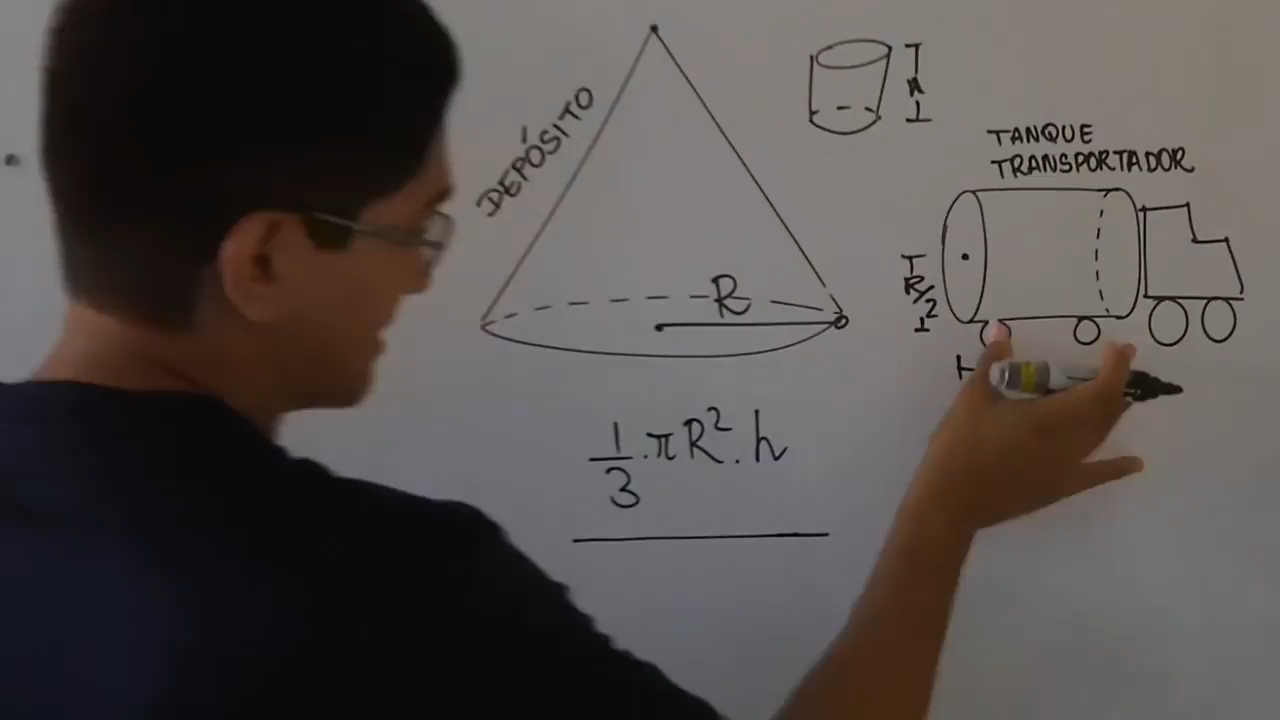 DEPÓSITO
TANQUE
TRANSPORTADOR
R/2
R
1/3 . πR² . h